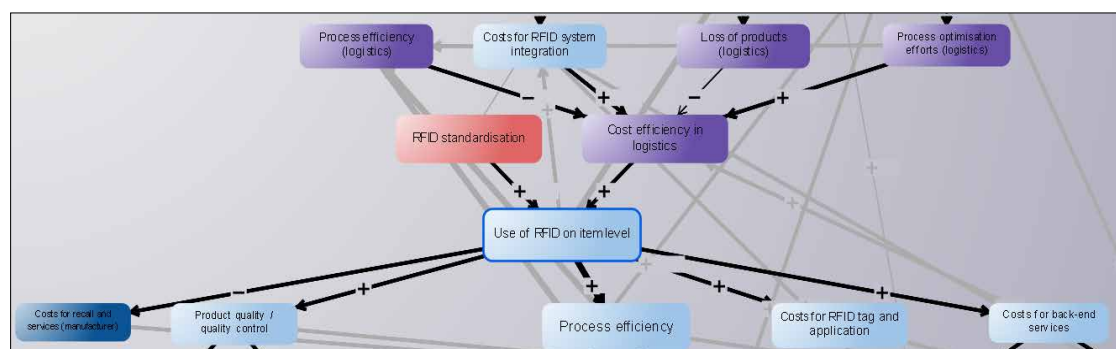 Process efficiency
(logistics)
Costs for RFID system
integration
Loss of products
(logistics)
Process optimisation
efforts (logistics)
−
+
−
+
+
RFID standardisation
Cost efficiency in
logistics
+
+
+
Use of RFID on item level
+
−
+
+
+
+
Costs for recall and
services (manufacturer)
Product quality /
quality control
Process efficiency
Costs for RFID tag and
application
Costs for back-end
services